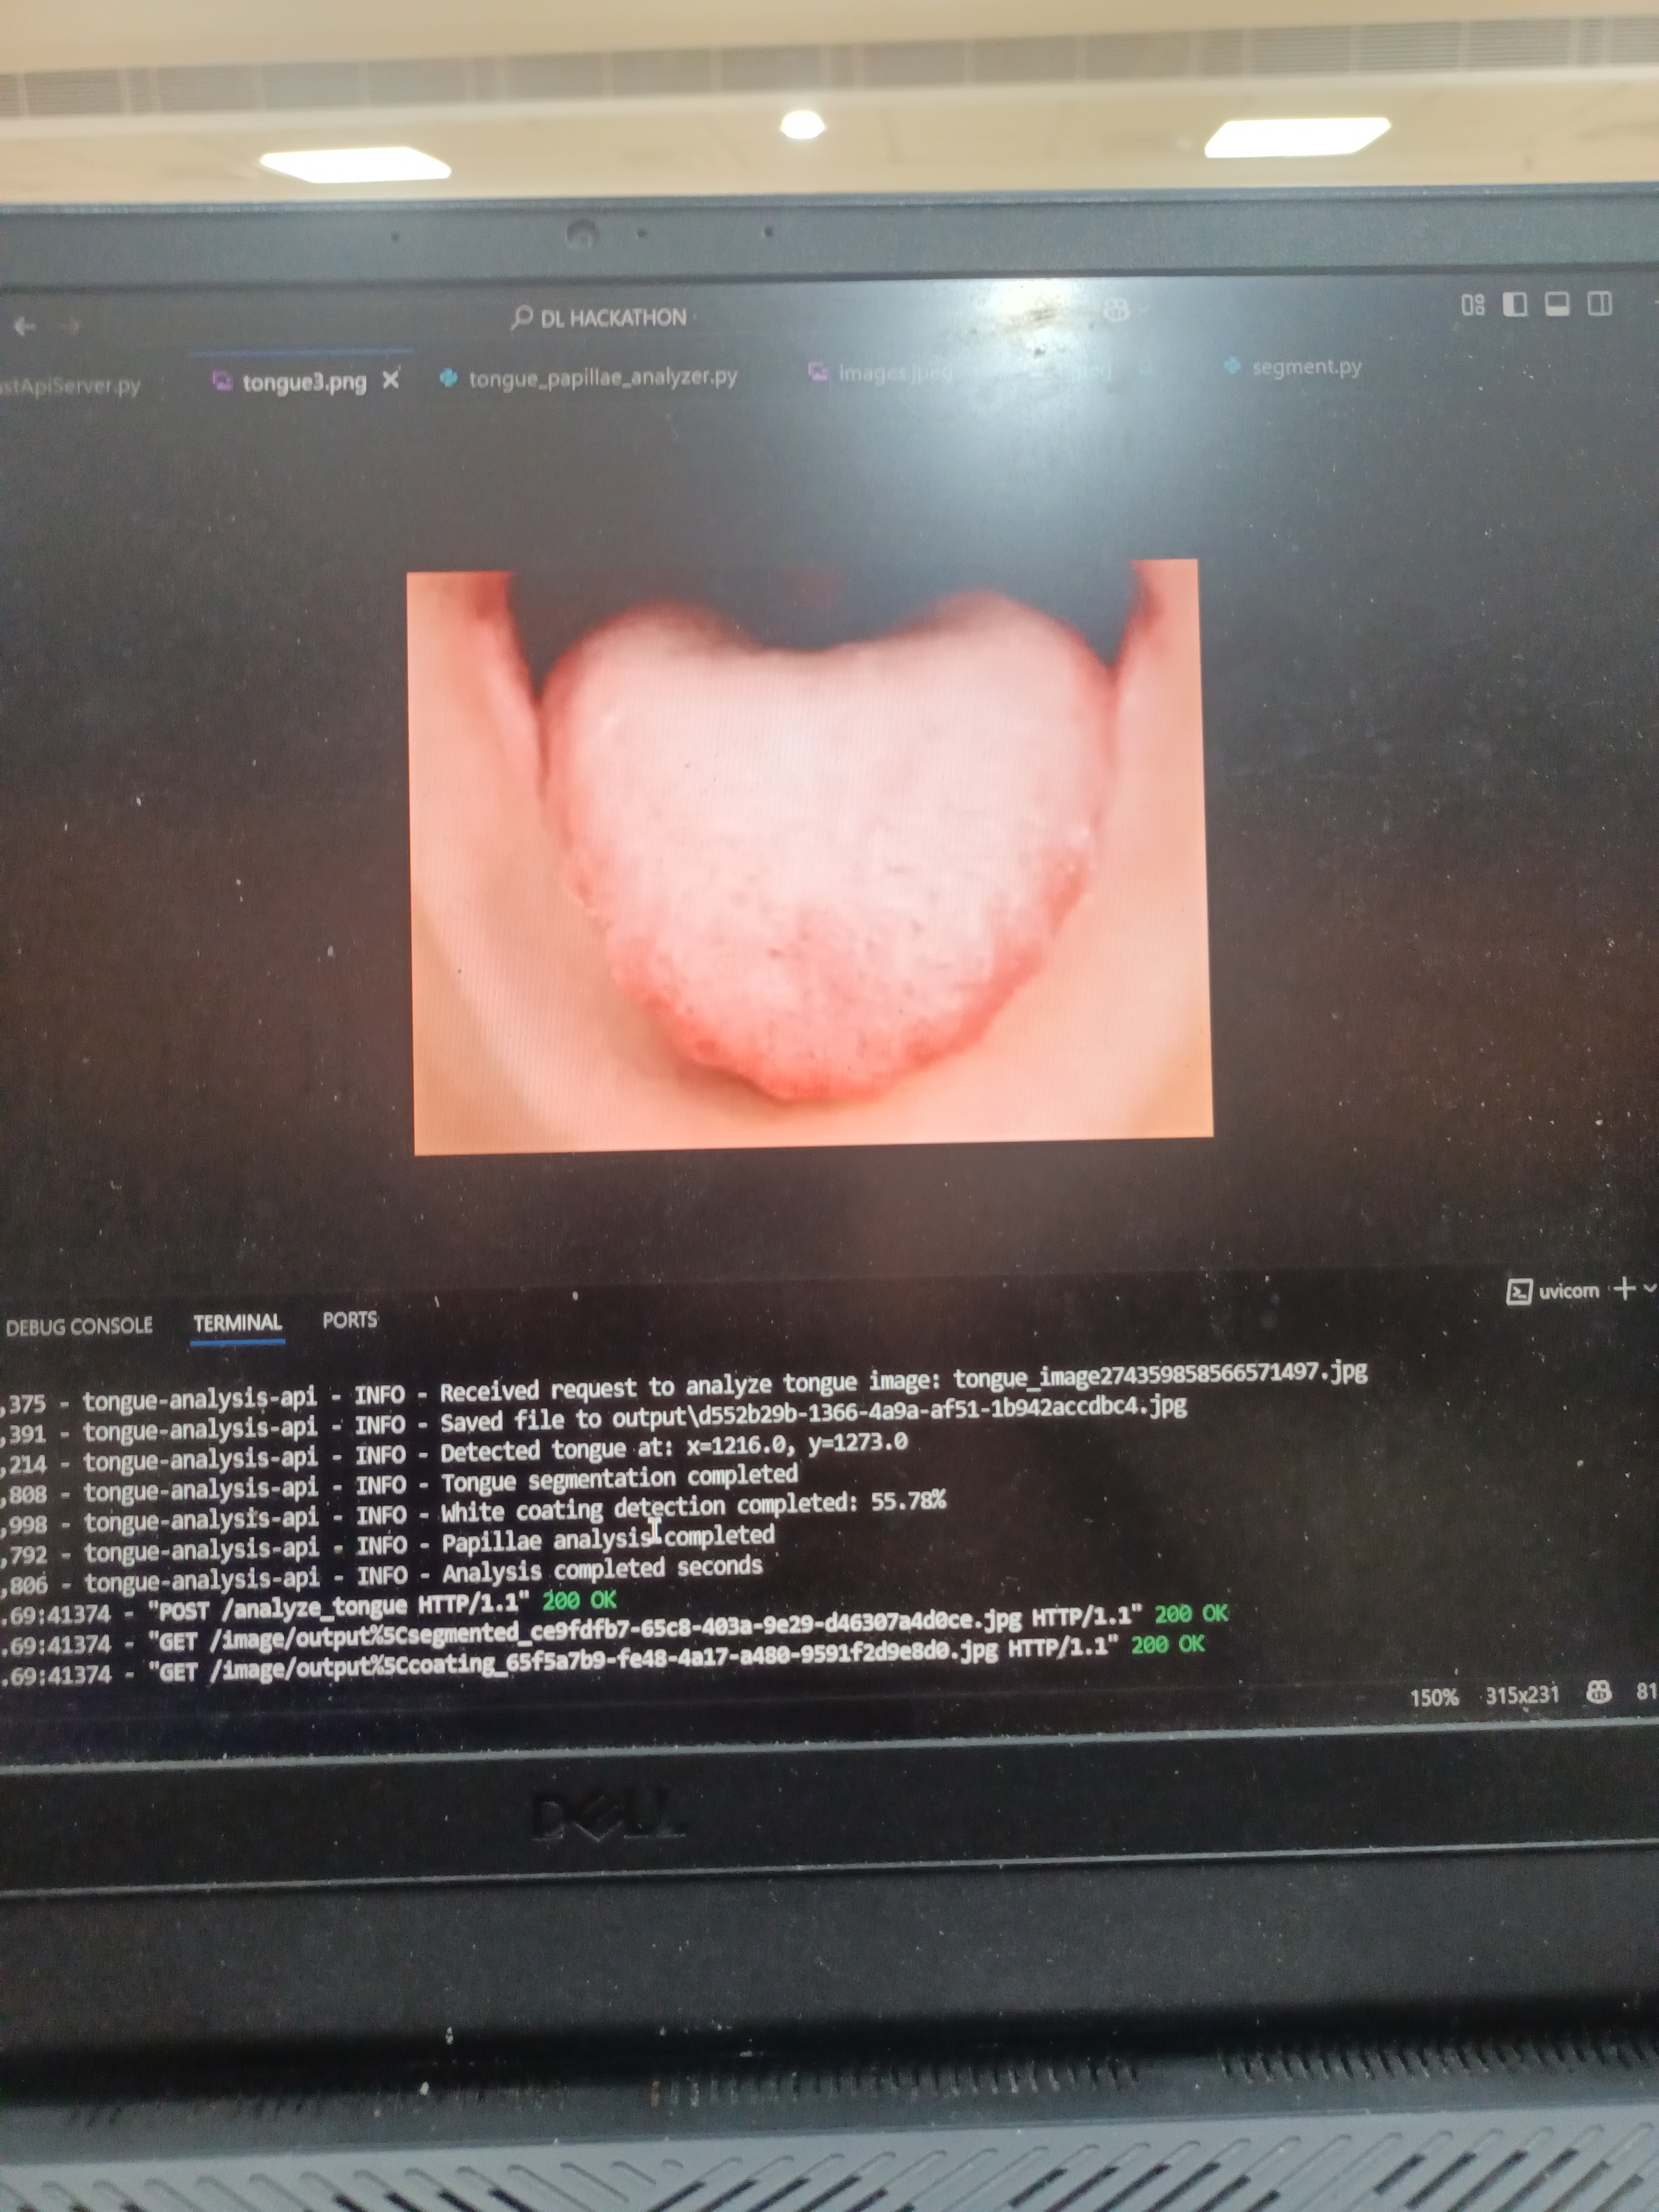 DL HACKATHON
astApiServer.py tongue3.png tongue_papillae_analyzer.py images.jpeg segment.py
DEBUG CONSOLE TERMINAL PORTS uvicorn
,375 - tongue-analysis-api - INFO - Received request to analyze tongue image: tongue_image274359858566571497.jpg
,391 - tongue-analysis-api - INFO - Saved file to output\d552b29b-1366-4a9a-af51-1b942accdbc4.jpg
,214 - tongue-analysis-api - INFO - Detected tongue at: x=1216.0, y=1273.0
,808 - tongue-analysis-api - INFO - Tongue segmentation completed
,998 - tongue-analysis-api - INFO - White coating detection completed: 55.78%
,792 - tongue-analysis-api - INFO - Papillae analysis completed
,806 - tongue-analysis-api - INFO - Analysis completed seconds
.69:41374 - "POST /analyze_tongue HTTP/1.1" 200 OK
.69:41374 - "GET /image/output%5Csegmented_ce9fdfb7-65c8-403a-9e29-d46307a4d0ce.jpg HTTP/1.1" 200 OK
.69:41374 - "GET /image/output%5Ccoating_65f5a7b9-fe48-4a17-a480-9591f2d9e8d0.jpg HTTP/1.1" 200 OK
150% 315x231 81
DELL